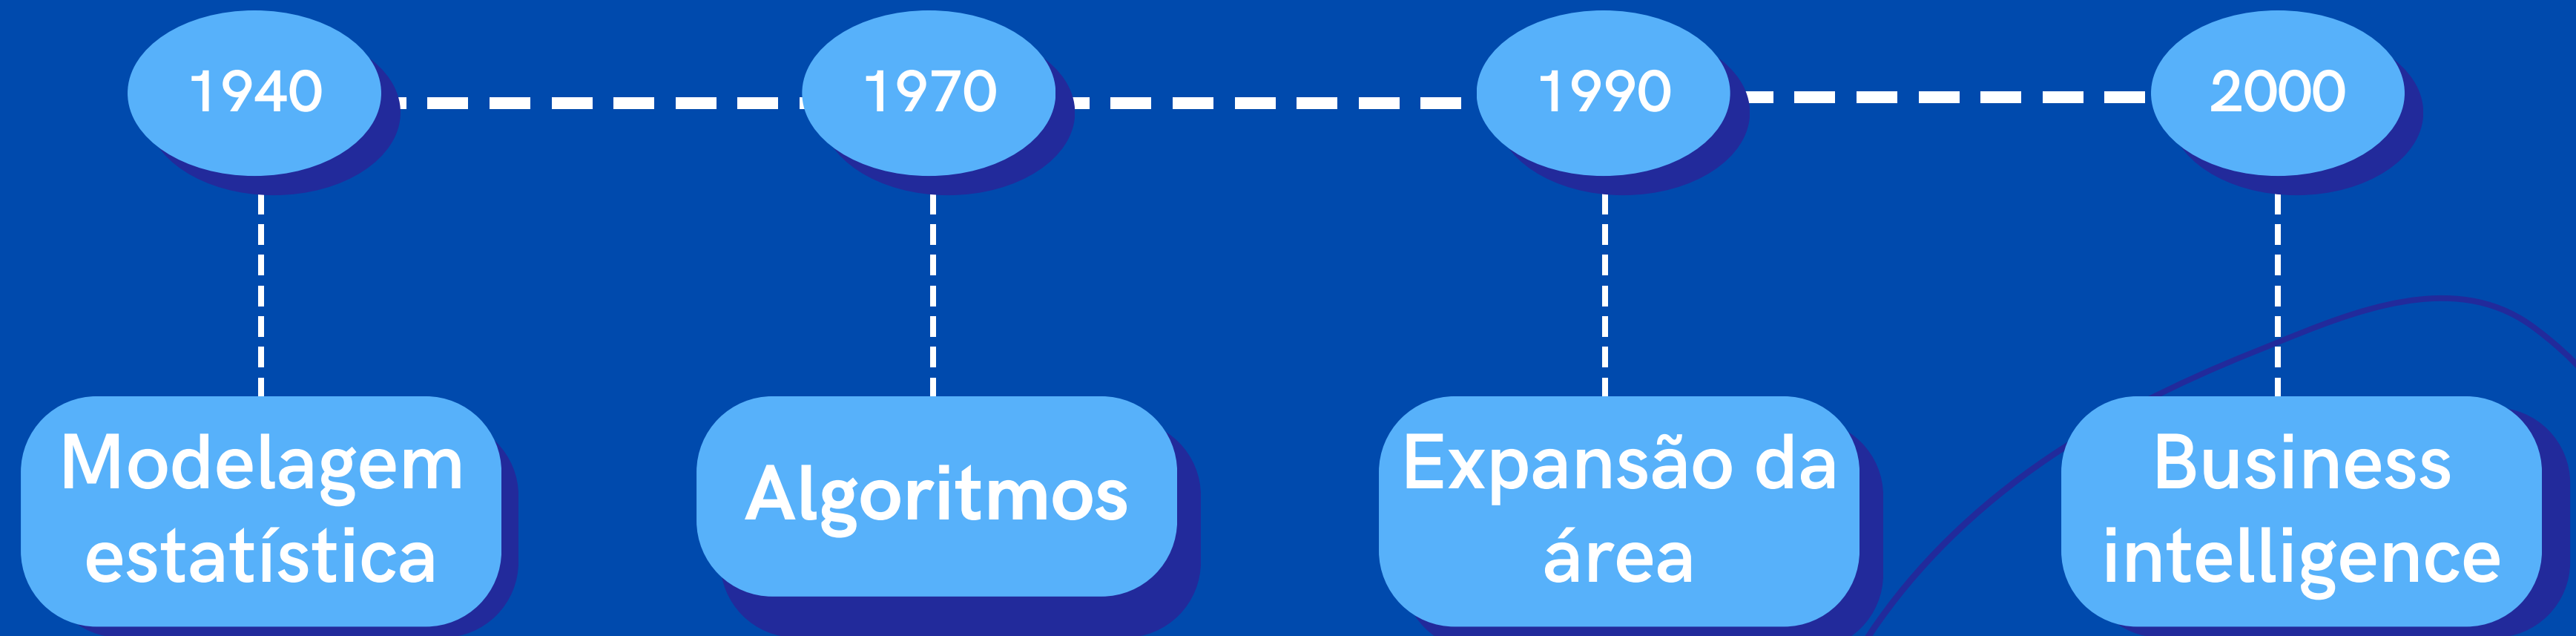 1940
1970
1990
2000
Modelagem
estatística
Algoritmos
Expansão da
área
Business
intelligence